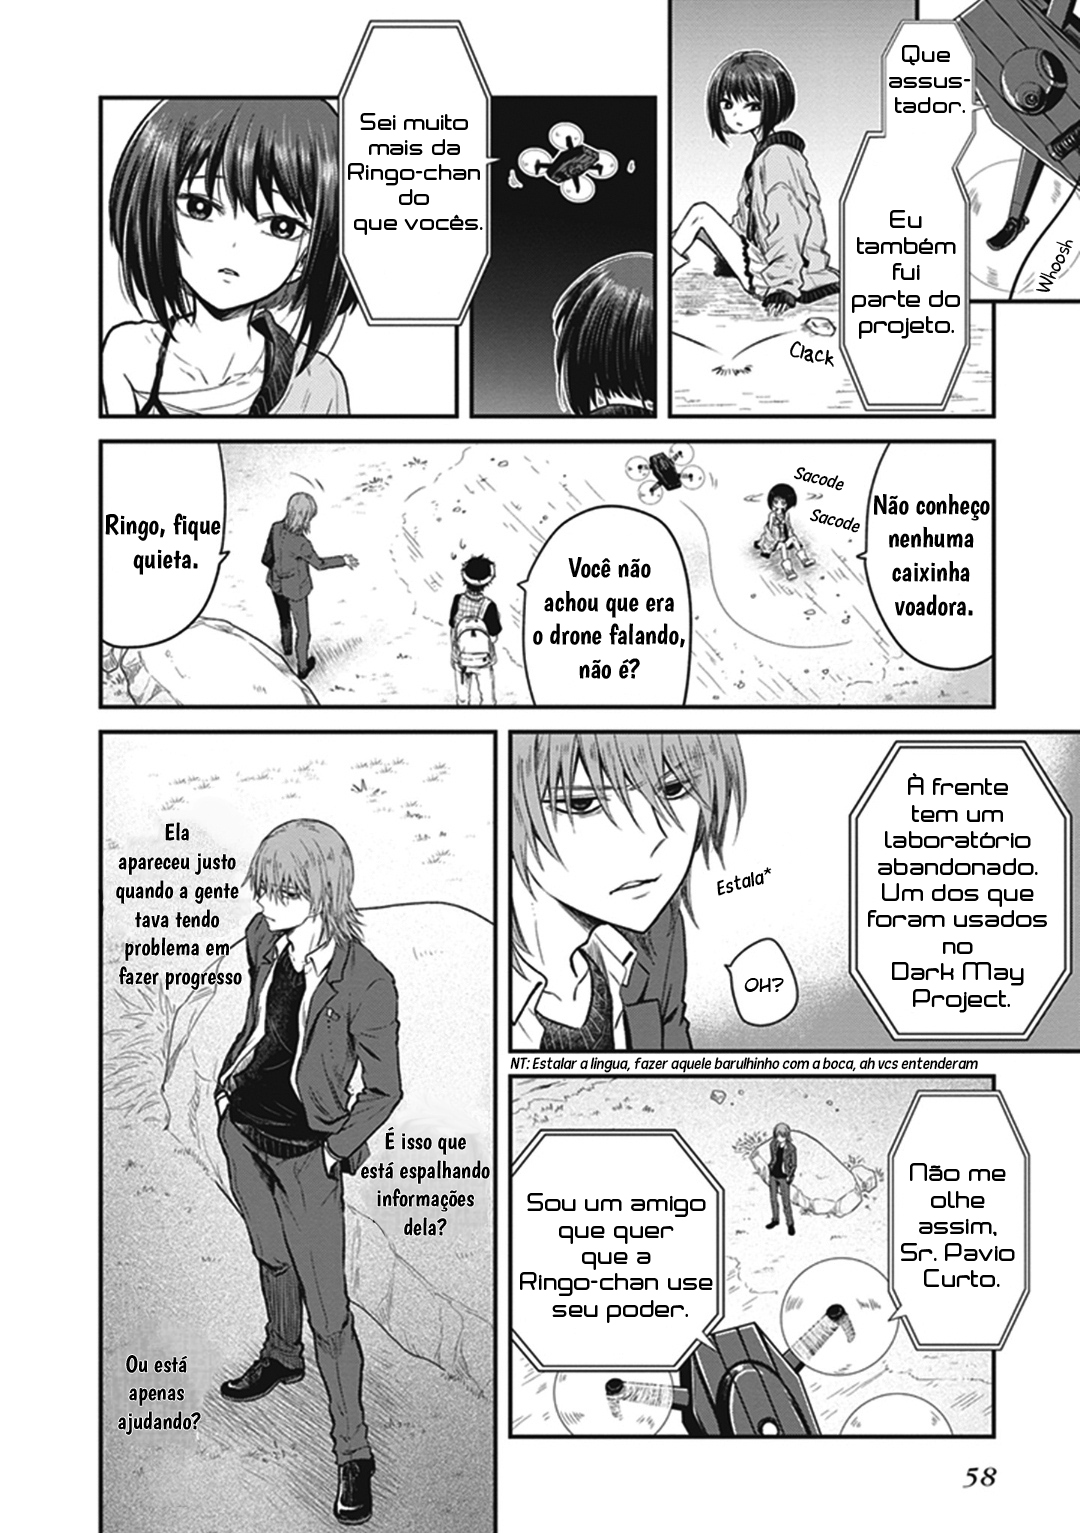 Que
assus-
tador.
Eu
também
fui
parte do
projeto.
Whoosh
Clack
Sei muito
mais da
Ringo-chan
do
que vocês.
Não conheço
nenhuma
caixinha
voadora.
Sacode
Sacode
Você não
achou que era
o drone falando,
não é?
Ringo, fique
quieta.
À frente
tem um
laboratório
abandonado.
Um dos que
foram usados
no
Dark May
Project.
Estala*
OH?
NT: Estalar a lingua, fazer aquele barulhinho com a boca, ah vcs entenderam
Não me
olhe
assim,
Sr. Pavio
Curto.
Sou um amigo
que quer
que a
Ringo-chan use
seu poder.
Ela
apareceu justo
quando a gente
tava tendo
problema em
fazer progresso
É isso que
está espalhando
informações
dela?
Ou está
apenas
ajudando?
58